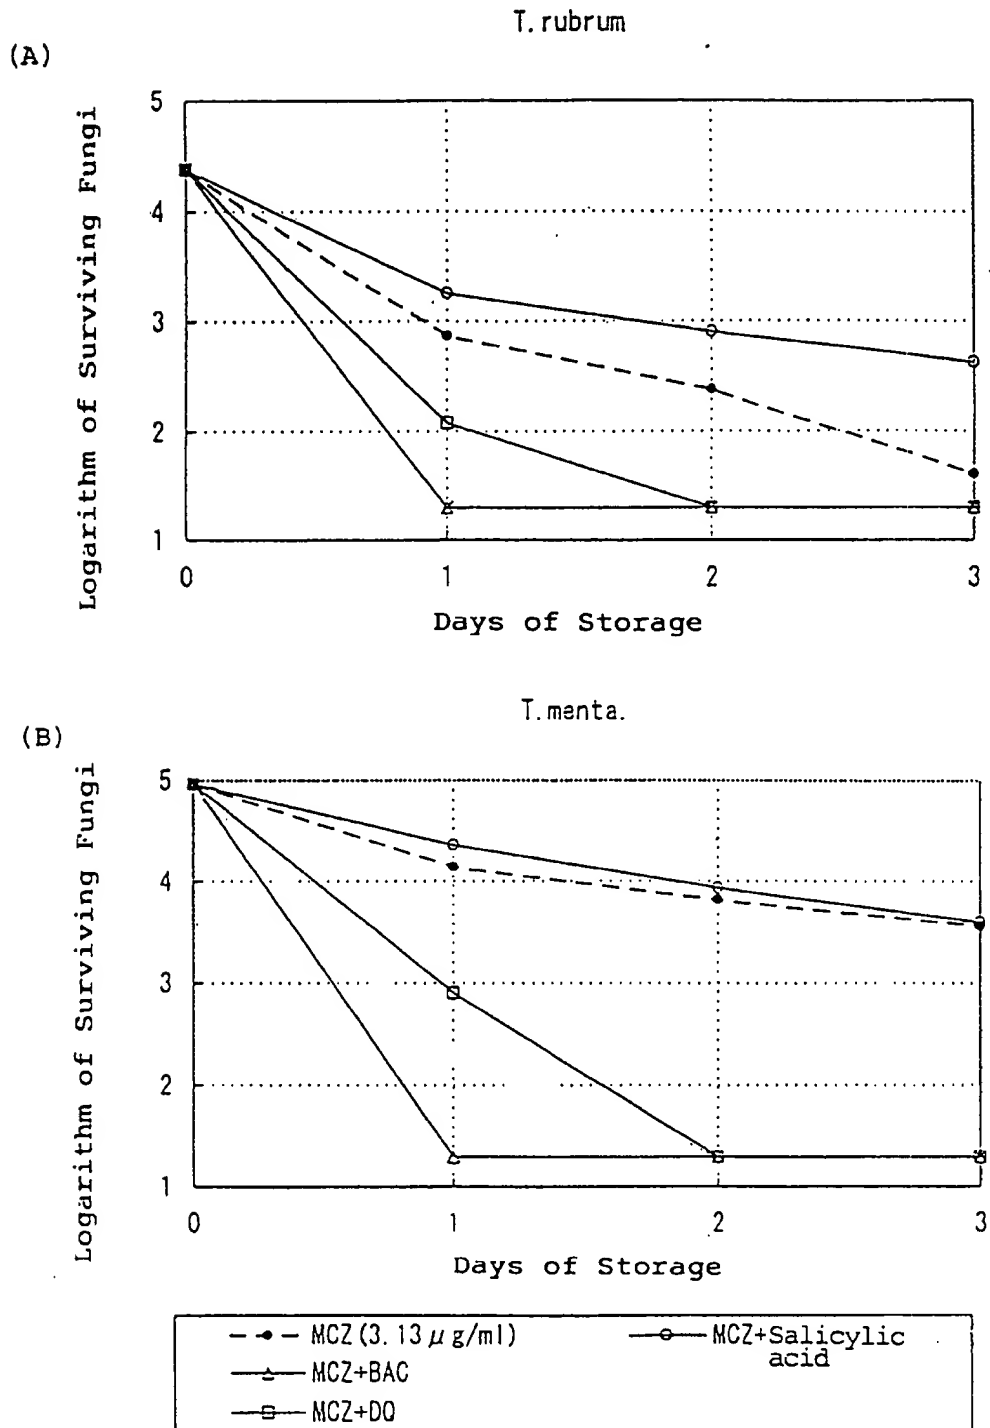 T.rubrum
(A)
Logarithm of Surviving Fungi
5
4
3
2
1
0 1 2 3
Days of Storage
T.menta.
(B)
Logarithm of Surviving Fungi
5
4
3
2
1
0 1 2 3
Days of Storage
MCZ (3.13 μg/ml)
MCZ+Salicylic
acid
MCZ+BAC
MCZ+DQ